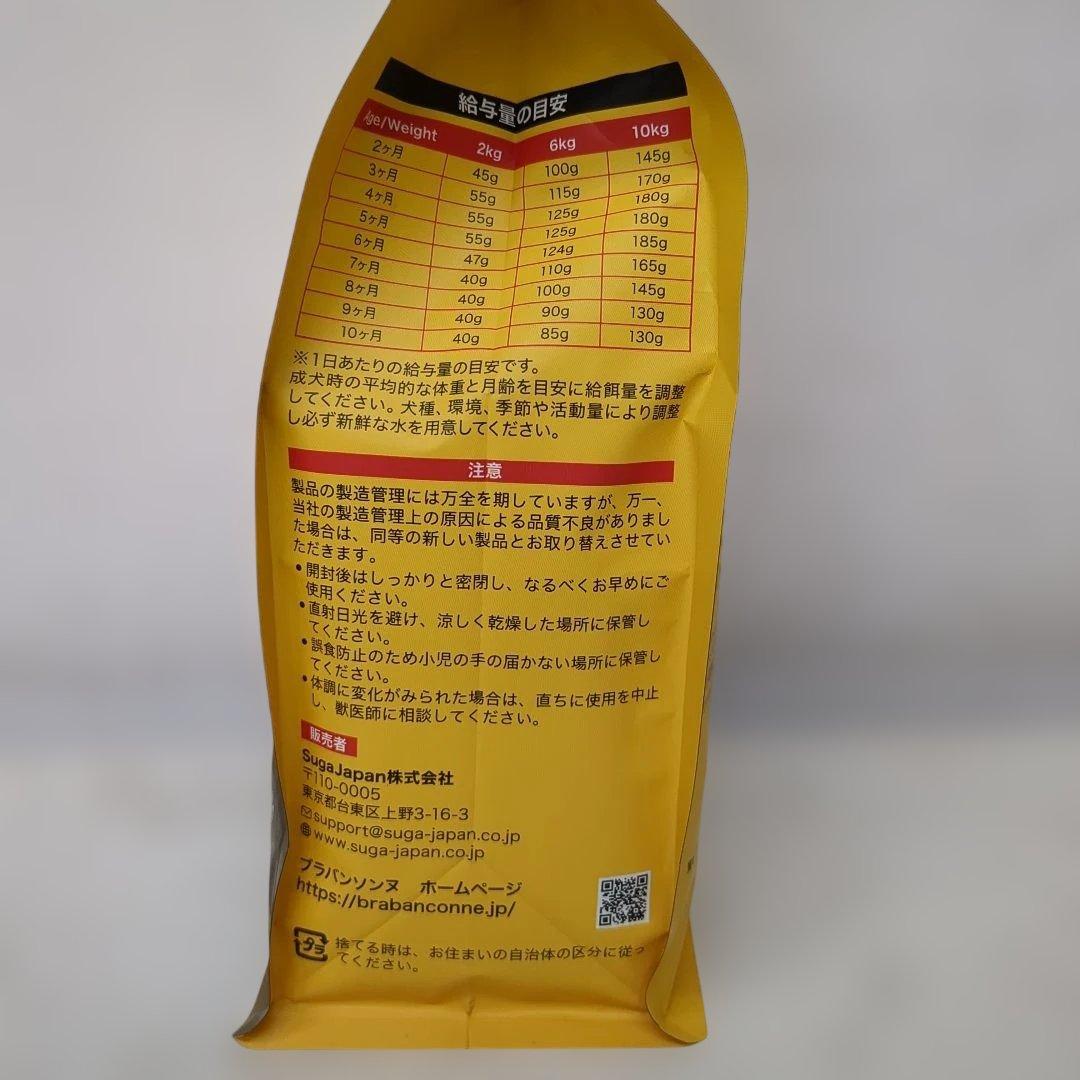 給与量の目安
Age/Weight 2kg 6kg 10kg
2ヶ月 45g 100g 145g
3ヶ月 55g 115g 170g
4ヶ月 55g 125g 180g
5ヶ月 55g 125g 180g
6ヶ月 47g 124g 185g
7ヶ月 40g 110g 165g
8ヶ月 40g 100g 145g
9ヶ月 40g 90g 130g
10ヶ月 40g 85g 130g
※1日あたりの給与量の目安です。
成犬時の平均的な体重と月齢を目安に給餌量を調整
してください。犬種、環境、季節や活動量により調整
し必ず新鮮な水を用意してください。
注意
製品の製造管理には万全を期していますが、万一、
当社の製造管理上の原因による品質不良がありまし
た場合は、同等の新しい製品とお取り替えさせてい
ただきます。
•開封後はしっかりと密閉し、なるべくお早めにご
使用ください。
•直射日光を避け、涼しく乾燥した場所に保管し
てください。
•誤食防止のため小児の手の届かない場所に保管し
てください。
•体調に変化がみられた場合は、直ちに使用を中止
し、獣医師に相談してください。
販売者
SugaJapan株式会社
〒110-0005
東京都台東区上野3-16-3
support@suga-japan.co.jp
www.suga-japan.co.jp
ブラバンソンヌ ホームページ
https://brabanconne.jp/
プラ
捨てる時は、お住まいの自治体の区分に従っ
てください。